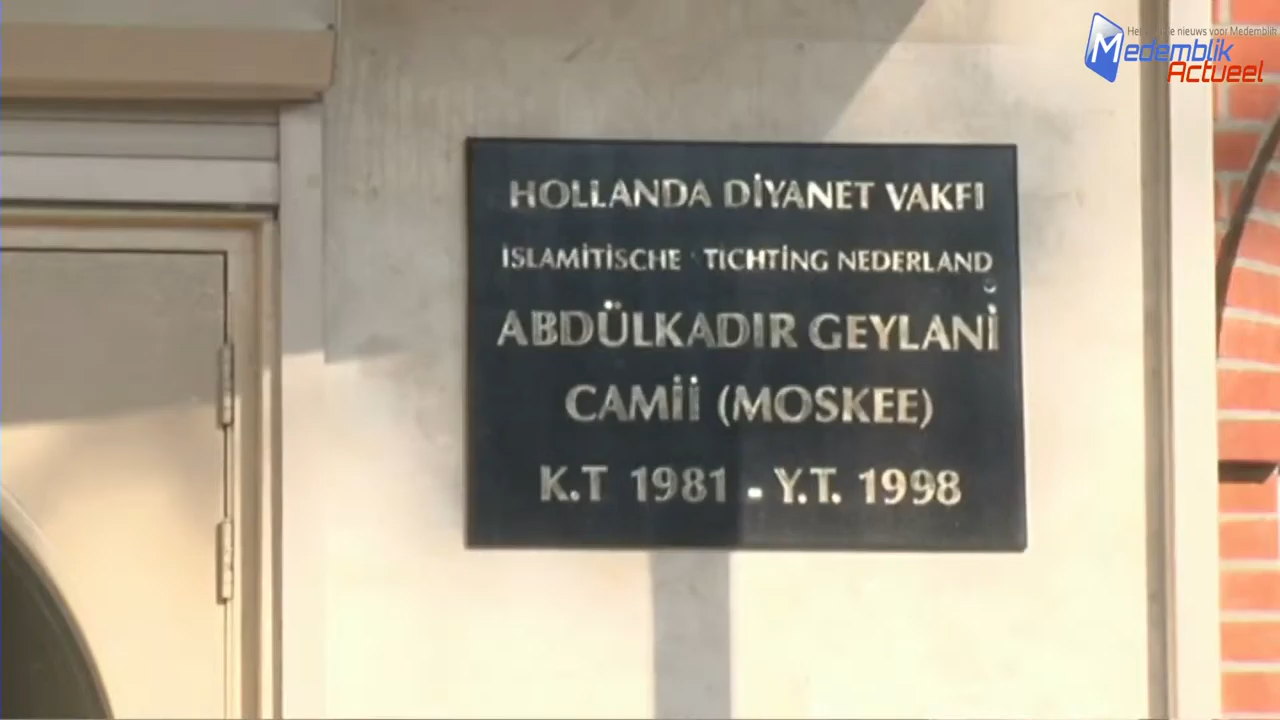 Medemblik
Actueel
HOLLANDA DİYANET VAKFI
İSLAMİTİSCHE TICHTİNG NEDERLAND
ABDÜLKADIR GEYLANİ
CAMİİ (MOSKEE)
K.T 1981 - Y.T. 1998